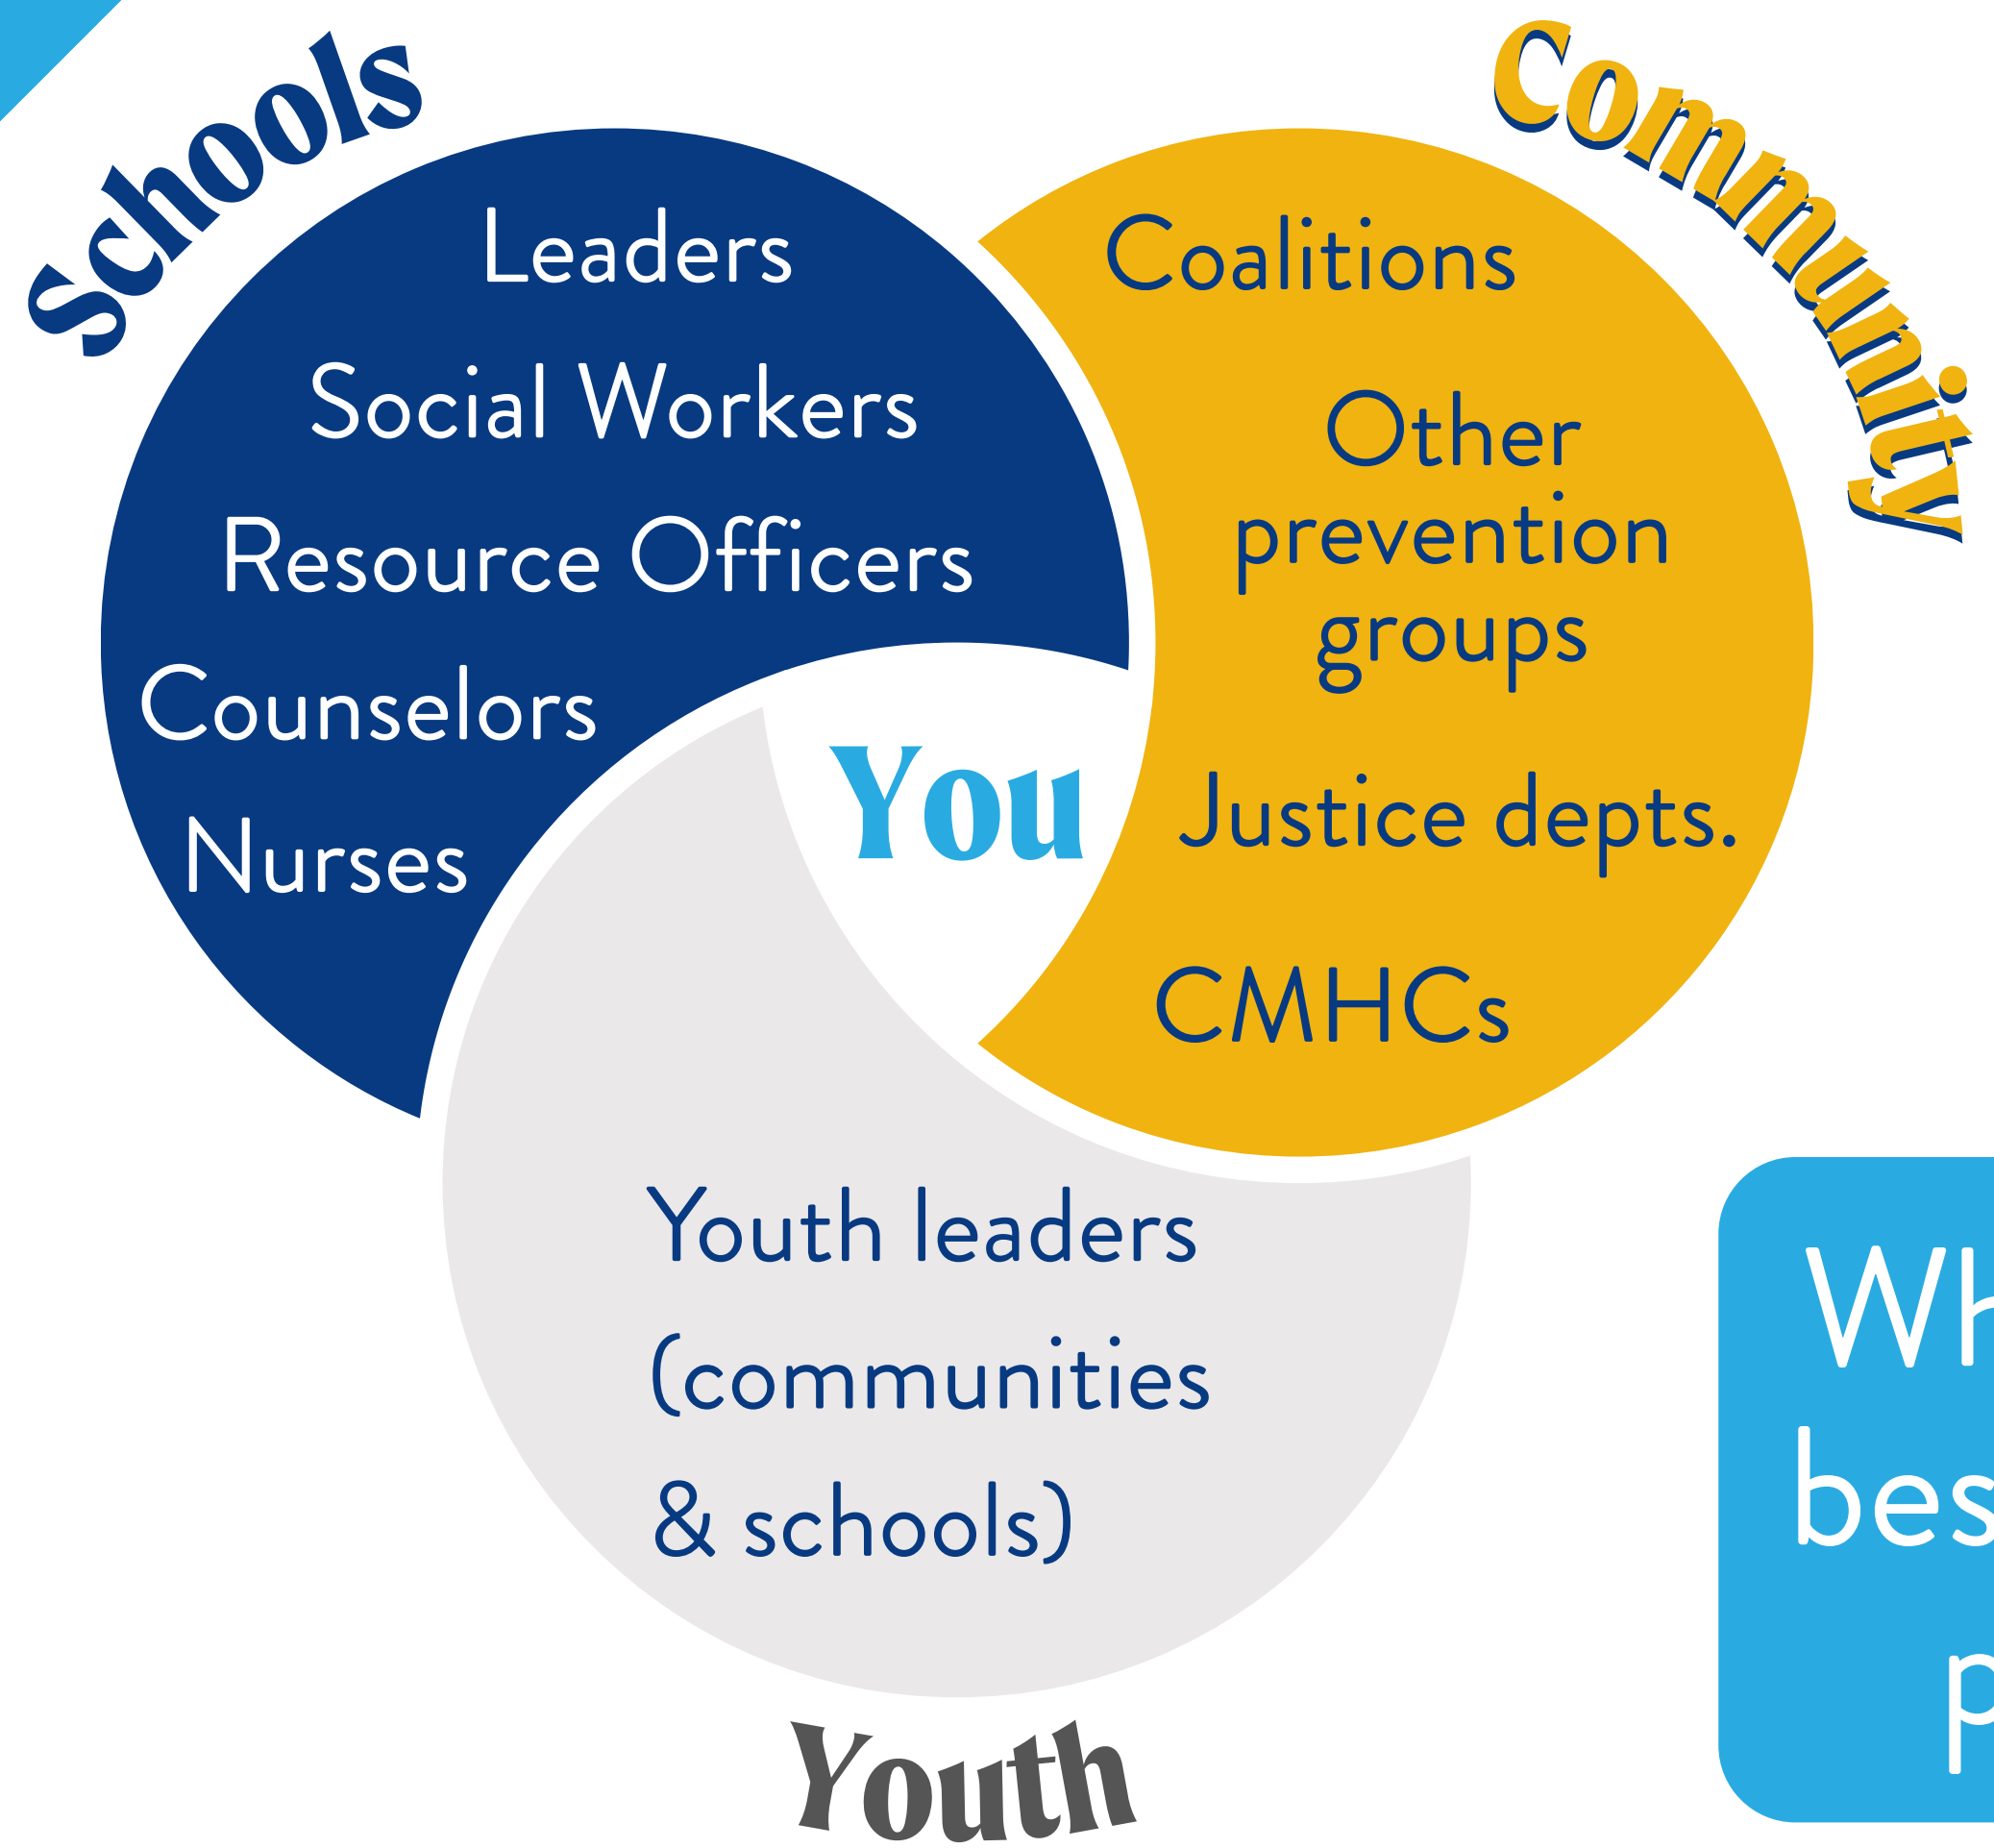 Schools
Leaders
Social Workers
Resource Officers
Counselors
Nurses
Community
Coalitions
Other
prevention
groups
Justice depts.
CMHCs
You
Youth leaders
(communities
& schools)
Youth